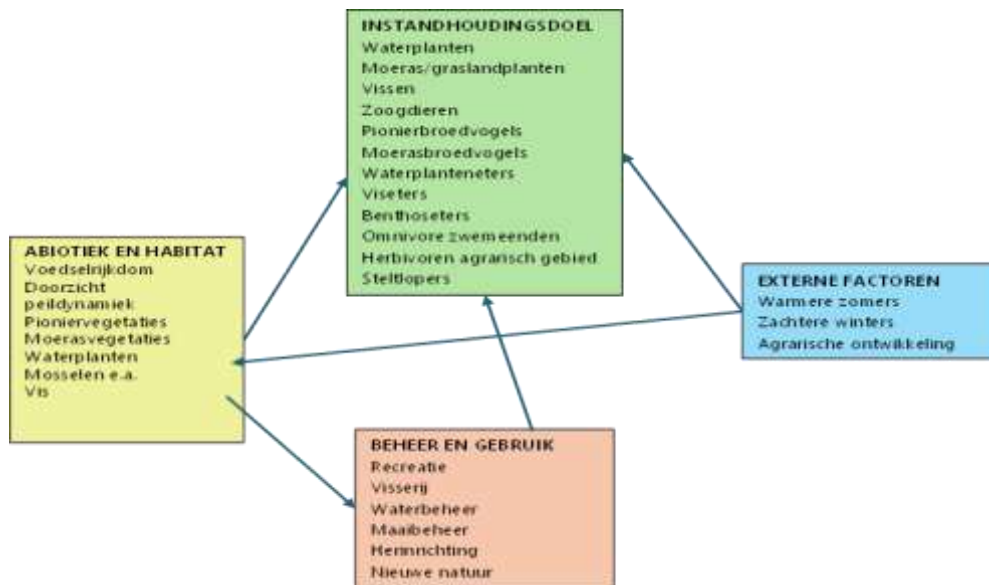 INSTANDHOUDINGSDOEL
Waterplanten
Moeras/graslandplanten
Vissen
Zoogdieren
Pionierbroedvogels
Moerasbroedvogels
Waterplanteneters
Viseters
Benthoseters
Omnivore zwemeenden
Herbivoren agrarisch gebied
Steltlopers
ABIOTIEK EN HABITAT
Voedselrijkdom
Doorzicht
peildynamiek
Pioniervegetaties
Moerasvegetaties
Waterplanten
Mosselen e.a.
Vis
EXTERNE FACTOREN
Warmere zomers
Zachtere winters
Agrarische ontwikkeling
BEHEER EN GEBRUIK
Recreatie
Visserij
Waterbeheer
Maaibeheer
Herinrichting
Nieuwe natuur